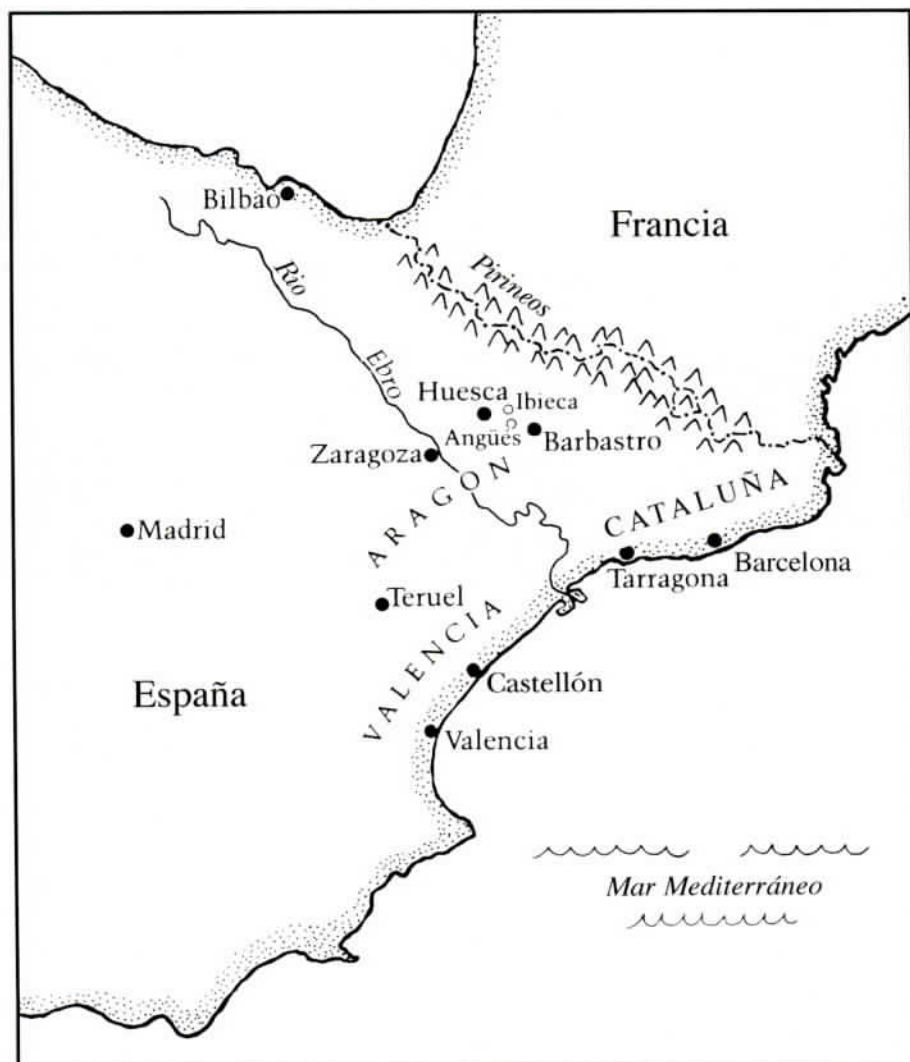 Bilbao
Francia
Rio
Pirineos
Ebro
Huesca
Ibieca
Angües
Barbastro
Zaragoza
ARAGON
CATALUÑA
Madrid
Tarragona
Barcelona
Teruel
VALENCIA
España
Castellón
Valencia
Mar Mediterráneo